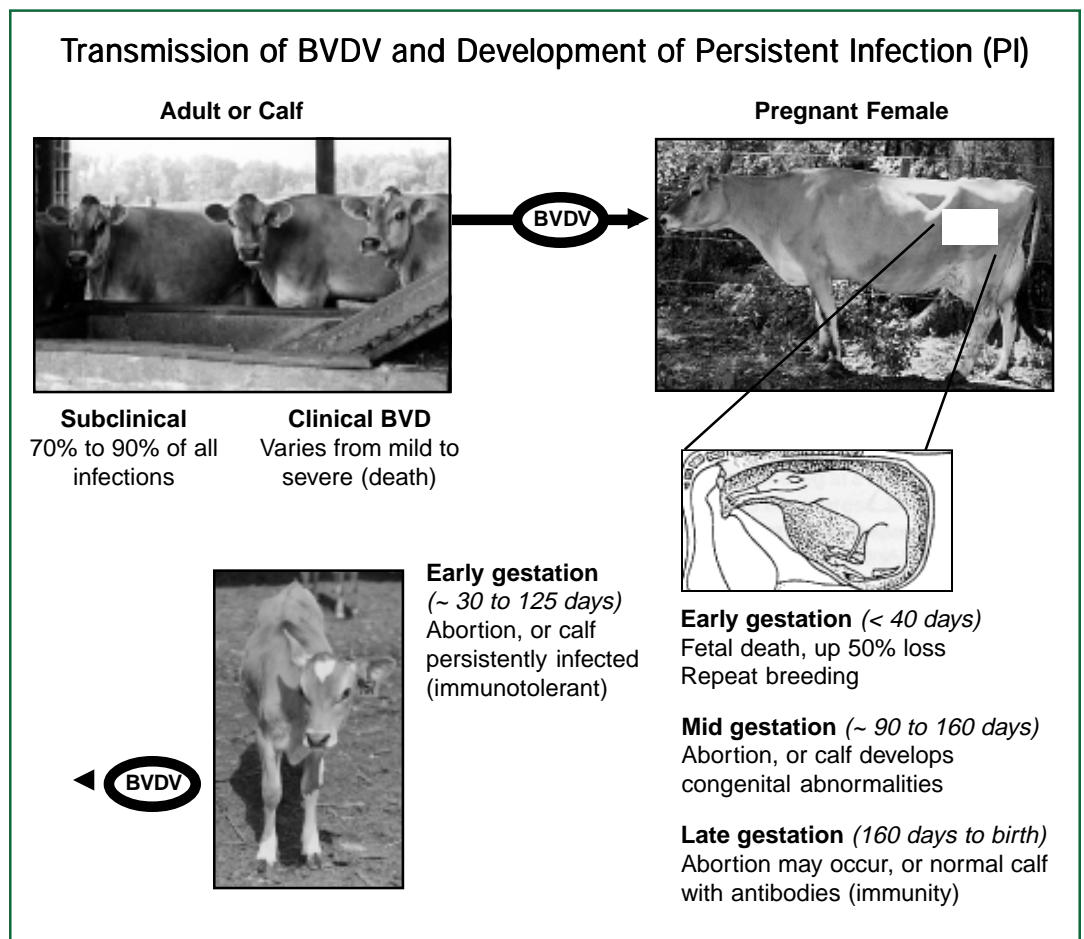 Transmission of BVDV and Development of Persistent Infection (PI)
Adult or Calf
Pregnant Female
BVDV
Subclinical
70% to 90% of all
infections
Clinical BVD
Varies from mild to
severe (death)
Early gestation
(~ 30 to 125 days)
Abortion, or calf
persistently infected
(immunotolerant)
BVDV
Early gestation (< 40 days)
Fetal death, up 50% loss
Repeat breeding
Mid gestation (~ 90 to 160 days)
Abortion, or calf develops
congenital abnormalities
Late gestation (160 days to birth)
Abortion may occur, or normal calf
with antibodies (immunity)